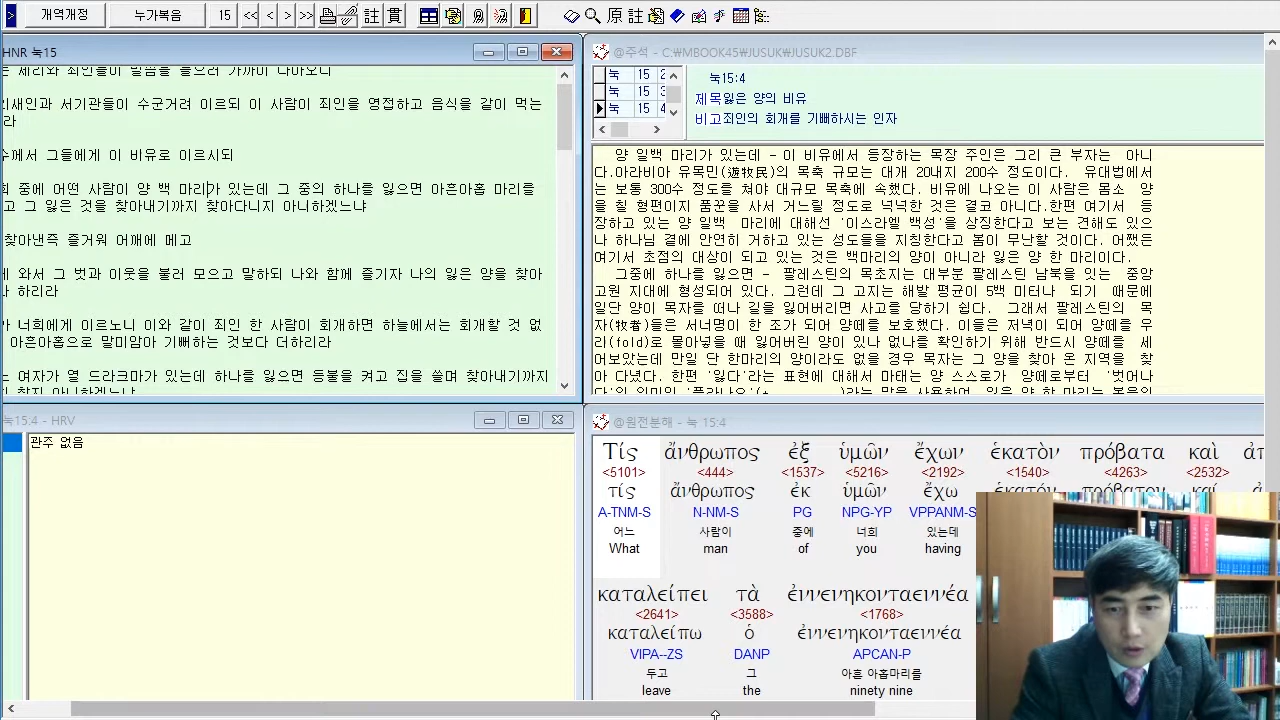 개역개정 누가복음 15 << < > >> 註 貫 原 註
HNR 눅15
는 세리와 죄인들이 말씀을 들으러 가까이 나아오니
인새인과 서기관들이 수군거려 이르되 이 사람이 죄인을 영접하고 음식을 같이 먹는
라
수께서 그들에게 이 비유로 이르시되
희 중에 어떤 사람이 양 백 마리가 있는데 그 중의 하나를 잃으면 아흔아홉 마리를
고 그 잃은 것을 찾아내기까지 찾아다니지 아니하겠느냐
찾아낸즉 즐거워 어깨에 메고
에 와서 그 벗과 이웃을 불러 모으고 말하되 나와 함께 즐기자 나의 잃은 양을 찾아
나 하리라
가 너희에게 이르노니 이와 같이 죄인 한 사람이 회개하면 하늘에서는 회개할 것 없
아흔아홉으로 말미암아 기뻐하는 것보다 더하리라
느 여자가 열 드라크마가 있는데 하나를 잃으면 등불을 켜고 집을 쓸며 찾아내기까지
찾지 아니하겠느냐
@주석 - C:₩MBOOK45₩JUSUK₩JUSUK2.DBF
눅 15 2
눅 15 3
눅 15 4
눅15:4
제목잃은 양의 비유
비고죄인의 회개를 기뻐하시는 인자
양 일백 마리가 있는데 - 이 비유에서 등장하는 목장 주인은 그리 큰 부자는 아니
다.아라비아 유목민(遊牧民)의 목축 규모는 대개 20내지 200수 정도이다. 유대법에서
는 보통 300수 정도를 쳐야 대규모 목축에 속했다. 비유에 나오는 이 사람은 몸소 양
을 칠 형편이지 품꾼을 사서 거느릴 정도로 넉넉한 것은 결코 아니다.한편 여기서 등
장하고 있는 양 일백 마리에 대해선 '이스라엘 백성'을 상징한다고 보는 견해도 있으
나 하나님 곁에 안연히 거하고 있는 성도들을 지칭한다고 봄이 무난할 것이다. 어쨌든
여기서 초점의 대상이 되고 있는 것은 백마리의 양이 아니라 잃은 양 한 마리이다.
그중에 하나를 잃으면 - 팔레스틴의 목초지는 대부분 팔레스틴 남북을 잇는 중앙
고원 지대에 형성되어 있다. 그런데 그 고지는 해발 평균이 5백 미터나 되기 때문에
일단 양이 목자를 떠나 길을 잃어버리면 사고를 당하기 쉽다. 그래서 팔레스틴의 목
자(牧者)들은 서너명이 한 조가 되어 양떼를 보호했다. 이들은 저녁이 되어 양떼를 우
리(fold)로 몰아넣을 때 잃어버린 양이 있나 없나를 확인하기 위해 반드시 양떼를 세
어보았는데 만일 단 한마리의 양이라도 없을 경우 목자는 그 양을 찾아 온 지역을 찾
아 다녔다. 한편 '잃다'라는 표현에 대해서 마태는 양 스스로가 양떼로부터 '벗어나
눅15:4 - HRV
관주 없음
@원전분해 - 눅 15:4
Τίς ἄνθρωπος ἐξ ὑμῶν ἔχων ἑκατὸν πρόβατα καὶ
<5101> <444> <1537> <5216> <2192> <1540> <4263> <2532>
τίς ἄνθρωπος ἐκ ὑμῶν ἔχω ἑκατόν πρόβατον καί
A-TNM-S N-NM-S PG NPG-YP VPPANM-S
어느 사람이 중에 너희 있는데
What man of you having
καταλείπει τὰ ἐννενηκονταεννέα
<2641> <3588> <1768>
καταλείπω ὁ ἐννενηκονταεννέα
VIPA--ZS DANP APCAN-P
두고 그 아흔 아홉마리를
leave the ninety nine